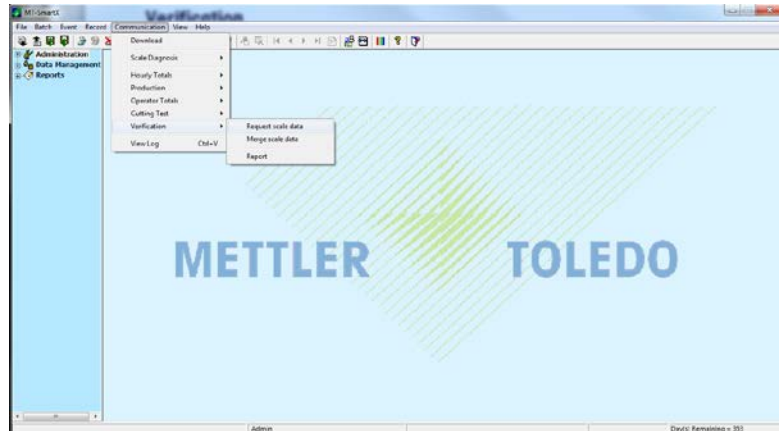 Verification
MT-SmartX
File Batch Event Record Communication View Help
Download
Scale Diagnosis
Hourly Totals
Production
Operator Totals
Cutting Test
Verification
View Log Ctrl+V
Request scale data
Merge scale data
Report
Administration
Data Management
Reports
METTLER TOLEDO
Admin
Day(s) Remaining = 353